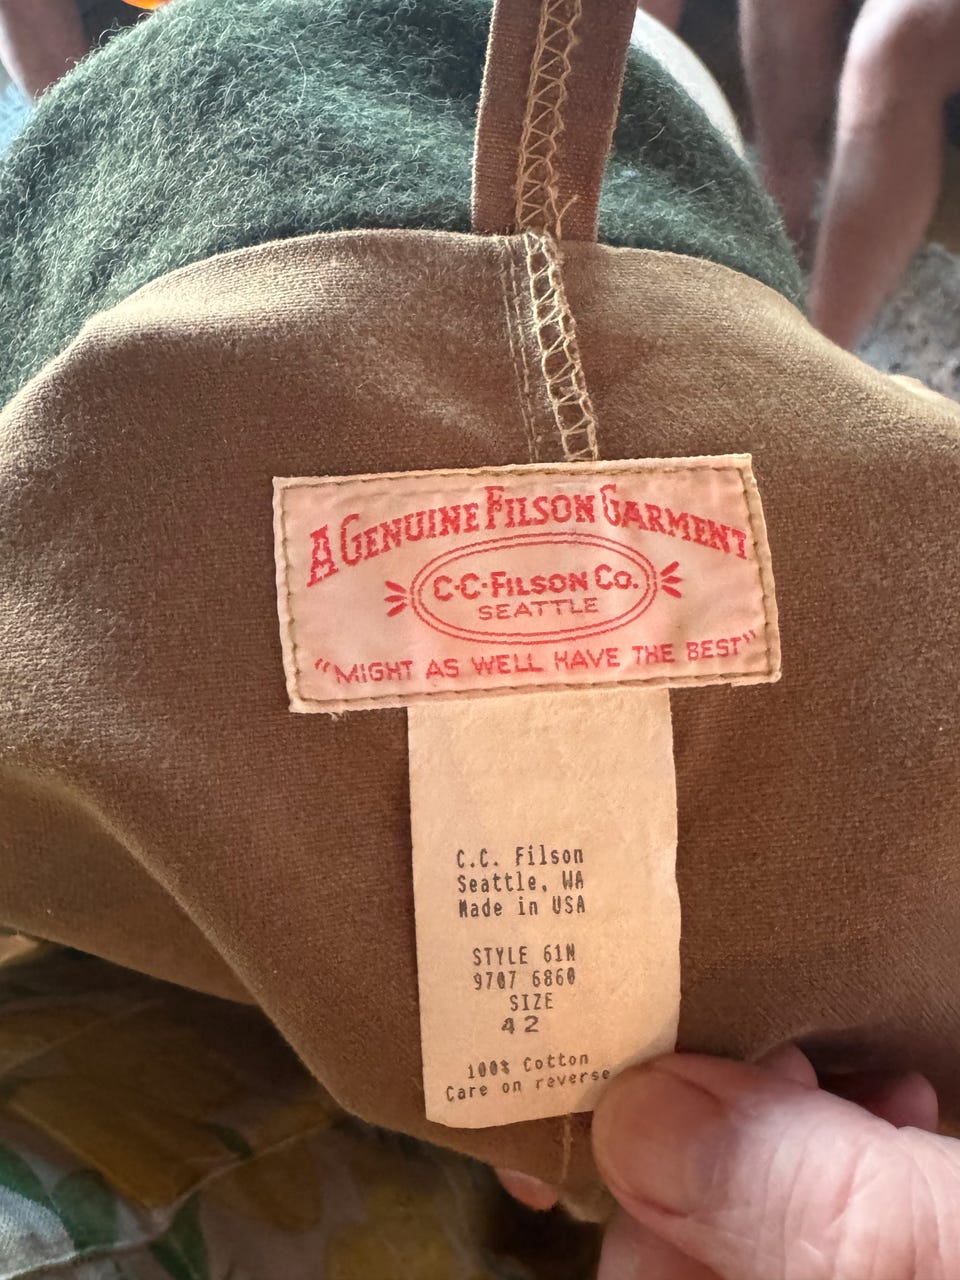 A GENUINE FILSON GARMENT
C·C·FILSON CO.
SEATTLE
"MIGHT AS WELL HAVE THE BEST"
C.C. Filson
Seattle, WA
Made in USA
STYLE 61N
9707 6860
SIZE
42
100% Cotton
Care on reverse